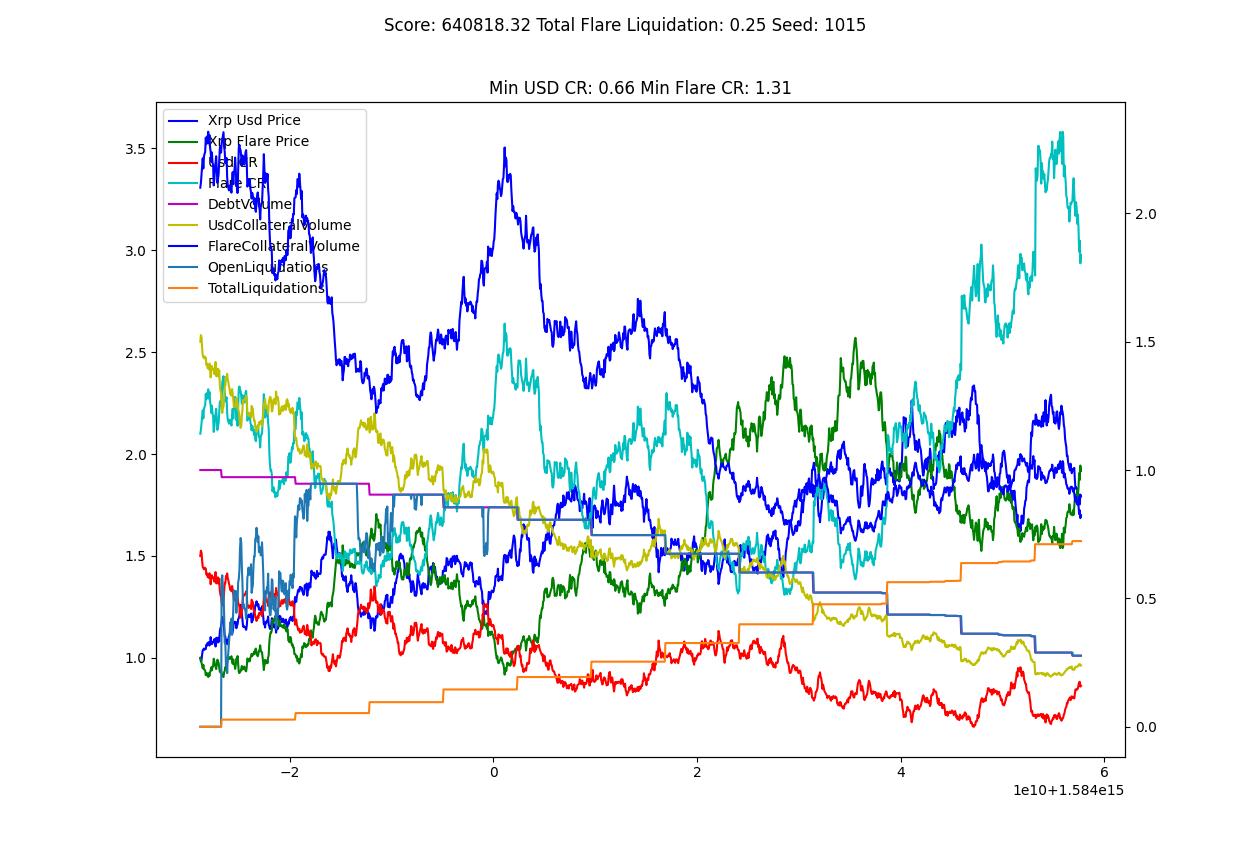 Score: 640818.32 Total Flare Liquidation: 0.25 Seed: 1015
Min USD CR: 0.66 Min Flare CR: 1.31
Xrp Usd Price
Xrp Flare Price
Usd CR
Flare CR
DebtVolume
UsdCollateralVolume
FlareCollateralVolume
OpenLiquidations
TotalLiquidations
3.5
3.0
2.5
2.0
1.5
1.0
2.0
1.5
1.0
0.5
0.0
−2 0 2 4 6
1e10+1.584e15